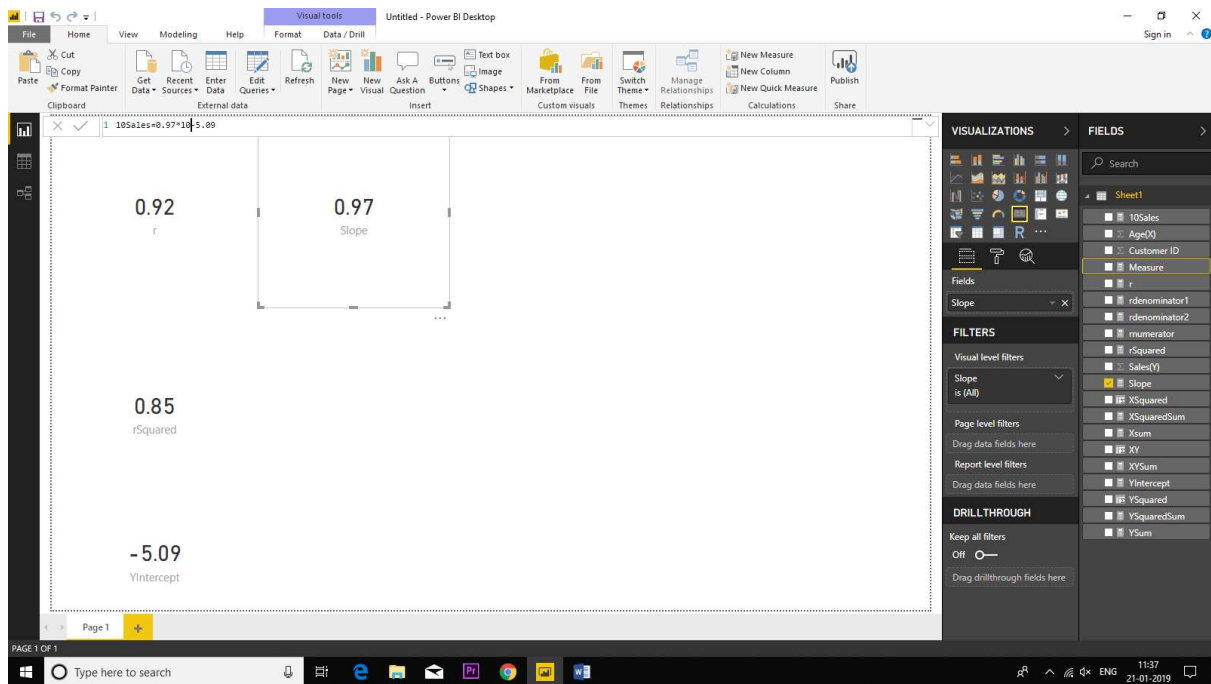 Visual tools
Untitled - Power BI Desktop
File
Home
View
Modeling
Help
Format
Data / Drill
Sign in
Paste
Cut
Copy
Format Painter
Clipboard
Get Data
Recent Sources
Enter Data
Edit Queries
External data
Refresh
New Page
New Visual
Ask A Question
Buttons
Text box
Image
Shapes
Insert
From Marketplace
From File
Custom visuals
Switch Theme
Themes
Manage Relationships
Relationships
New Measure
New Column
New Quick Measure
Calculations
Publish
Share
1 10Sales=0.97*10-5.09
0.92
r
0.97
Slope
0.85
rSquared
-5.09
YIntercept
VISUALIZATIONS
R
Fields
Slope
FILTERS
Visual level filters
Slope
is (All)
Page level filters
Drag data fields here
Report level filters
Drag data fields here
DRILLTHROUGH
Keep all filters
Off
Drag drillthrough fields here
FIELDS
Search
Sheet1
10Sales
Age(X)
Customer ID
Measure
r
rdenominator1
rdenominator2
rnumerator
rSquared
Sales(Y)
Slope
XSquared
XSquaredSum
Xsum
XY
XYSum
YIntercept
YSquared
YSquaredSum
YSum
Page 1
PAGE 1 OF 1
Type here to search
Pr
ENG
11:37
21-01-2019